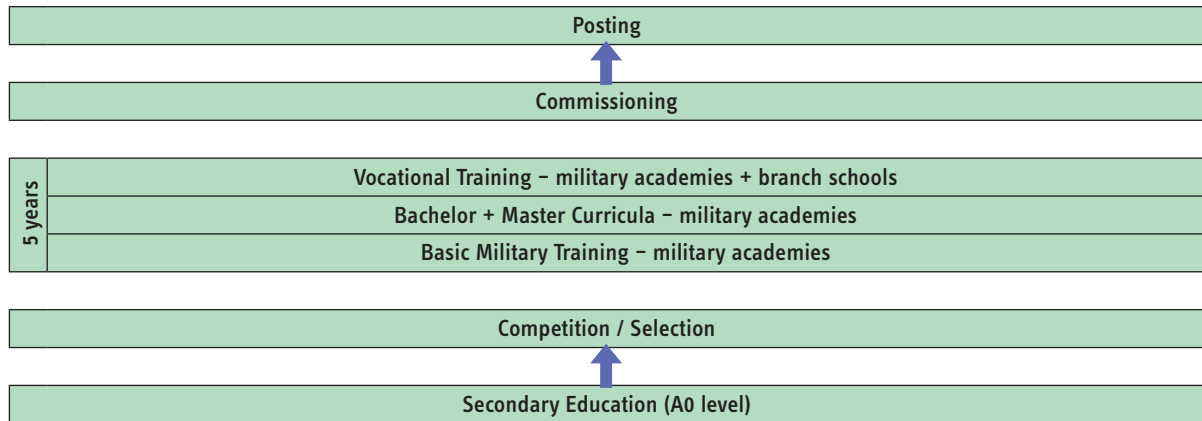 Posting
Commissioning
5 years
Vocational Training – military academies + branch schools
Bachelor + Master Curricula – military academies
Basic Military Training – military academies
Competition / Selection
Secondary Education (A0 level)